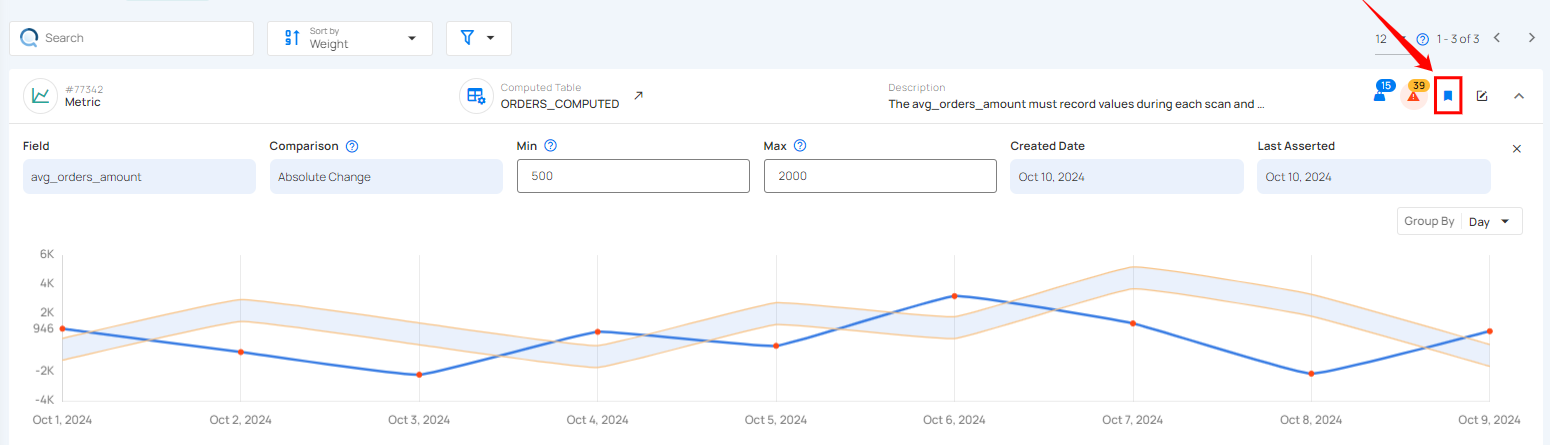 Search
Sort by
Weight
12
1 - 3 of 3
#77342
Metric
Computed Table
ORDERS_COMPUTED
Description
The avg_orders_amount must record values during each scan and ...
15
39
Field
Comparison
Min
Max
Created Date
Last Asserted
avg_orders_amount
Absolute Change
500
2000
Oct 10, 2024
Oct 10, 2024
Group By
Day
6K
4K
2K
946
-2K
-4K
Oct 1, 2024
Oct 2, 2024
Oct 3, 2024
Oct 4, 2024
Oct 5, 2024
Oct 6, 2024
Oct 7, 2024
Oct 8, 2024
Oct 9, 2024